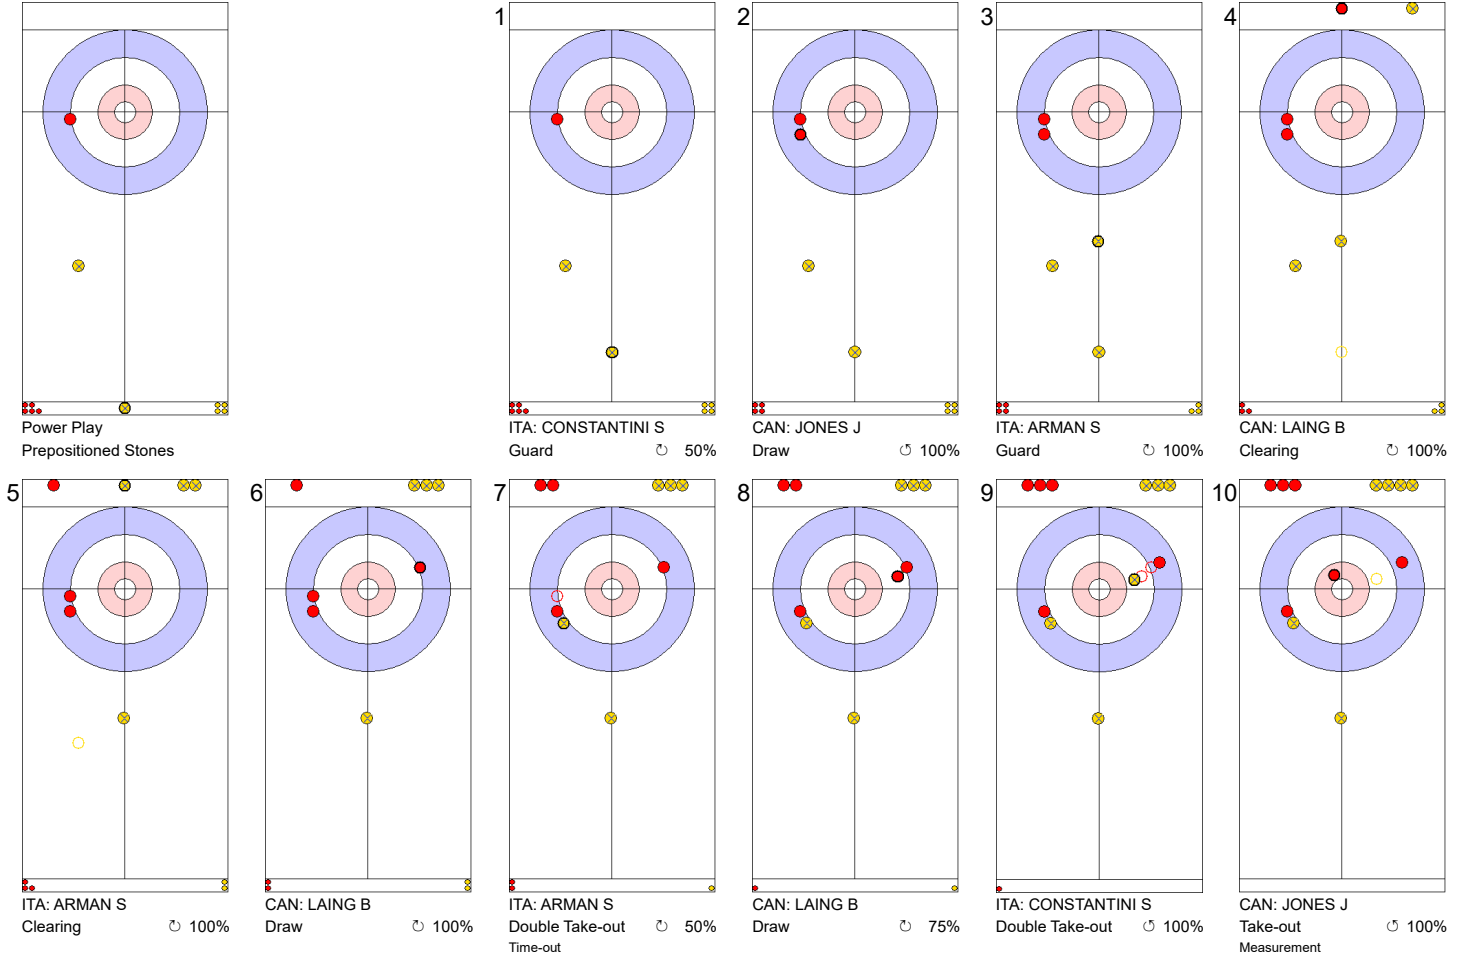 Power Play
Prepositioned Stones
1
ITA: CONSTANTINI S
Guard ↻ 50%
2
CAN: JONES J
Draw ↺ 100%
3
ITA: ARMAN S
Guard ↻ 100%
4
CAN: LAING B
Clearing ↻ 100%
5
ITA: ARMAN S
Clearing ↻ 100%
6
CAN: LAING B
Draw ↻ 100%
7
ITA: ARMAN S
Double Take-out ↻ 50%
Time-out
8
CAN: LAING B
Draw ↻ 75%
9
ITA: CONSTANTINI S
Double Take-out ↺ 100%
10
CAN: JONES J
Take-out ↺ 100%
Measurement